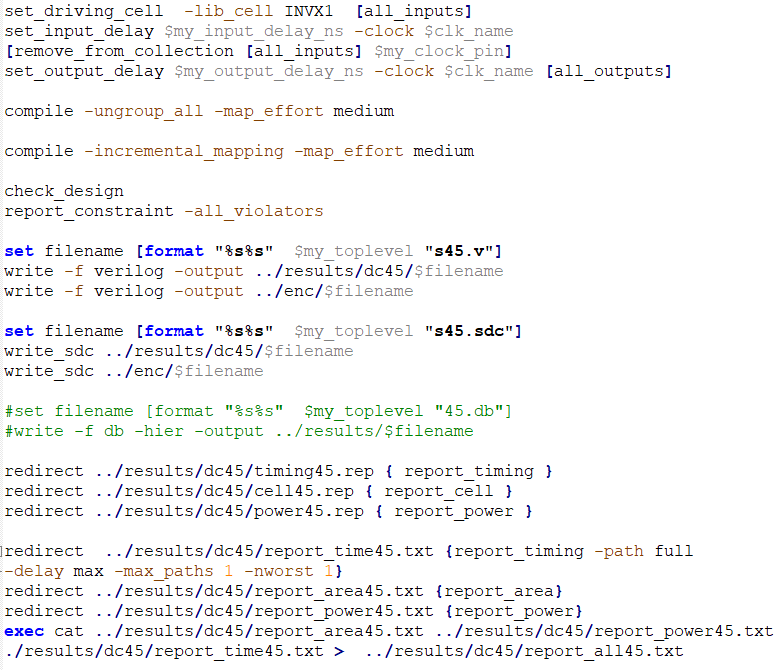 set_driving_cell  -lib_cell INVX1  [all_inputs]
set_input_delay $my_input_delay_ns -clock $clk_name
[remove_from_collection [all_inputs] $my_clock_pin]
set_output_delay $my_output_delay_ns -clock $clk_name [all_outputs]

compile -ungroup_all -map_effort medium

compile -incremental_mapping -map_effort medium

check_design
report_constraint -all_violators

set filename [format "%s%s"  $my_toplevel "s45.v"]
write -f verilog -output ../results/dc45/$filename
write -f verilog -output ../enc/$filename

set filename [format "%s%s"  $my_toplevel "s45.sdc"]
write_sdc ../results/dc45/$filename
write_sdc ../enc/$filename

#set filename [format "%s%s"  $my_toplevel "45.db"]
#write -f db -hier -output ../results/$filename

redirect ../results/dc45/timing45.rep { report_timing }
redirect ../results/dc45/cell45.rep { report_cell }
redirect ../results/dc45/power45.rep { report_power }

redirect  ../results/dc45/report_time45.txt {report_timing -path full
-delay max -max_paths 1 -nworst 1}
redirect ../results/dc45/report_area45.txt {report_area}
redirect ../results/dc45/report_power45.txt {report_power}
exec cat ../results/dc45/report_area45.txt ../results/dc45/report_power45.txt
./results/dc45/report_time45.txt >  ../results/dc45/report_all45.txt